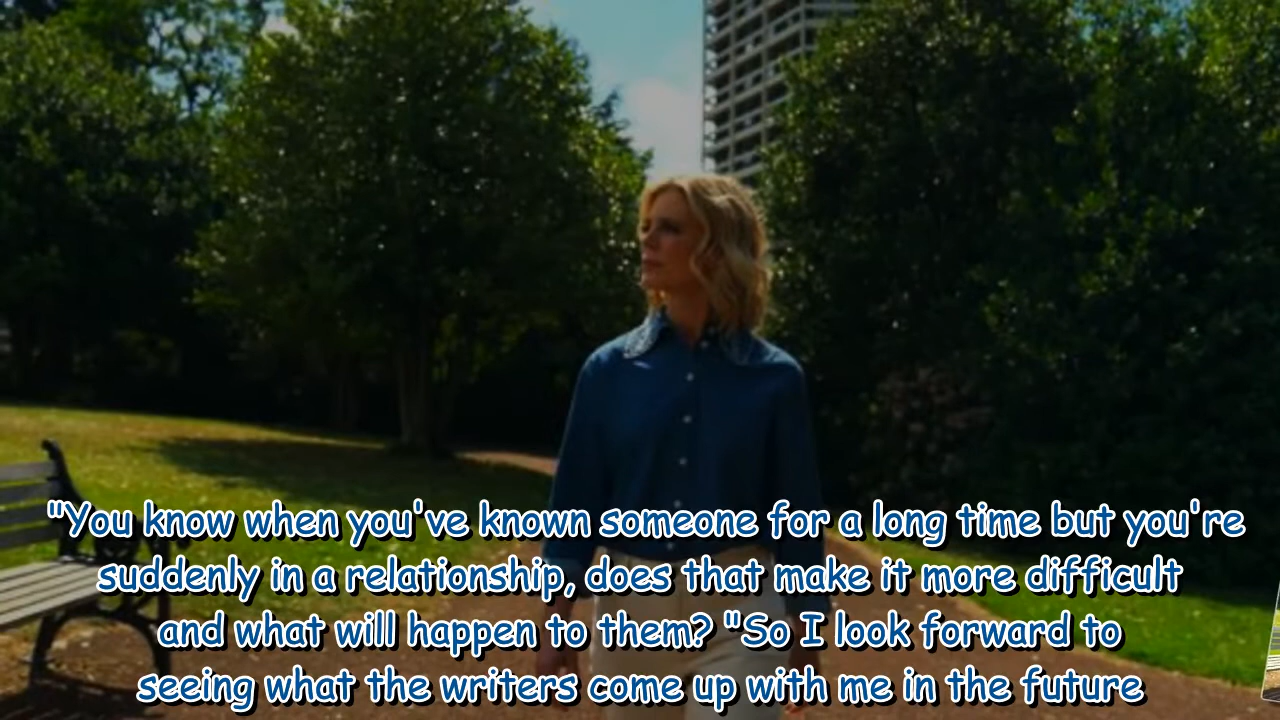 "You know when you've known someone for a long time but you're
suddenly in a relationship, does that make it more difficult
and what will happen to them? "So I look forward to
seeing what the writers come up with me in the future